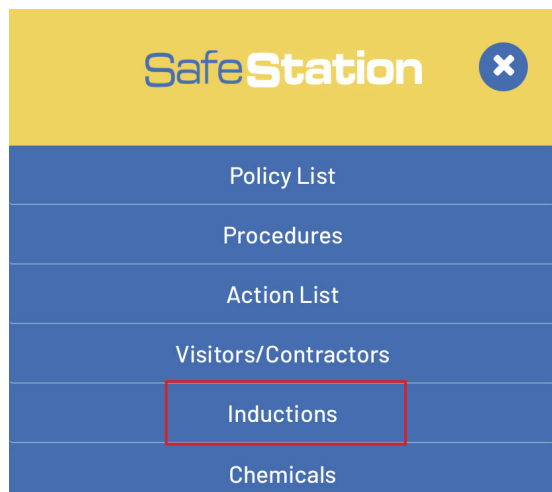 SafeStation
Policy List
Procedures
Action List
Visitors/Contractors
Inductions
Chemicals